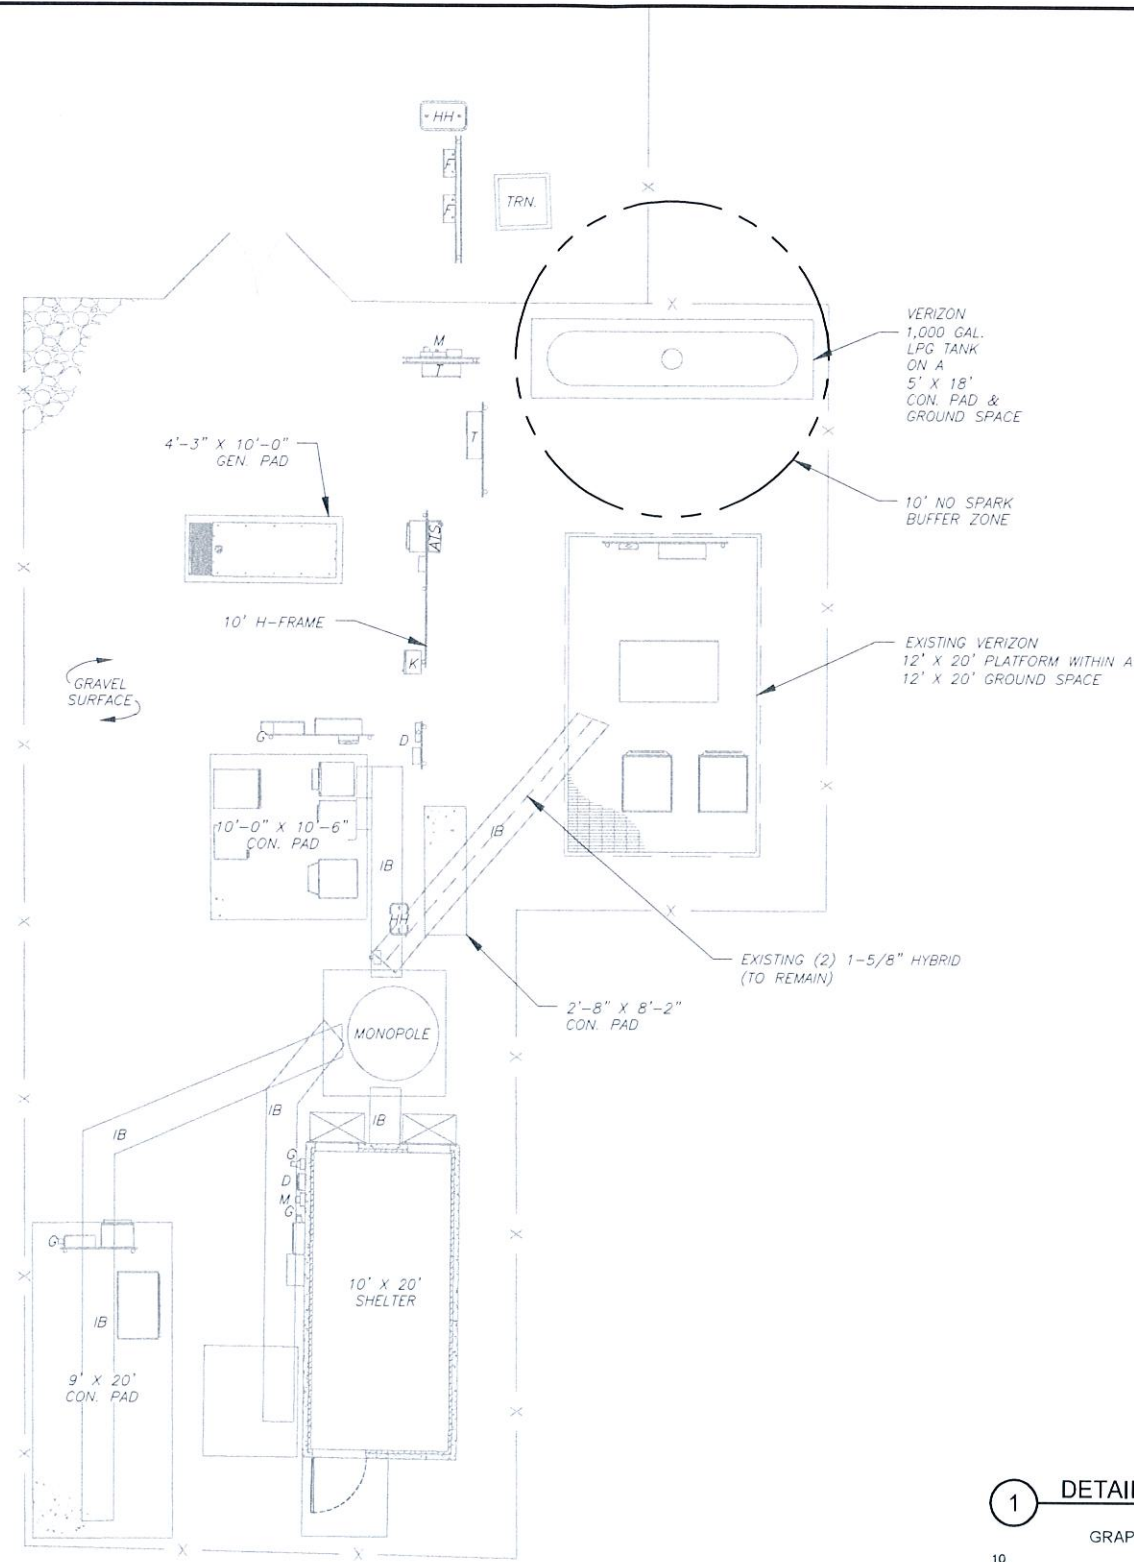 HH
F
F
TRN.
X
X
M
T
T
VERIZON
1,000 GAL.
LPG TANK
ON A
5' X 18'
CON. PAD &
GROUND SPACE
X
X
4'-3" X 10'-0"
GEN. PAD
10' NO SPARK
BUFFER ZONE
ATS
X
X
10' H-FRAME
K
EXISTING VERIZON
12' X 20' PLATFORM WITHIN A
12' X 20' GROUND SPACE
GRAVEL
SURFACE
G
D
X
X
10'-0" X 10'-6"
CON. PAD
IB
IB
HH
X
X
EXISTING (2) 1-5/8" HYBRID
(TO REMAIN)
2'-8" X 8'-2"
CON. PAD
MONOPOLE
X
X
IB
IB
IB
G
D
M
G
G
X
X
10' X 20'
SHELTER
IB
9' X 20'
CON. PAD
X
X
X
X
1
DETAI
GRAP
10